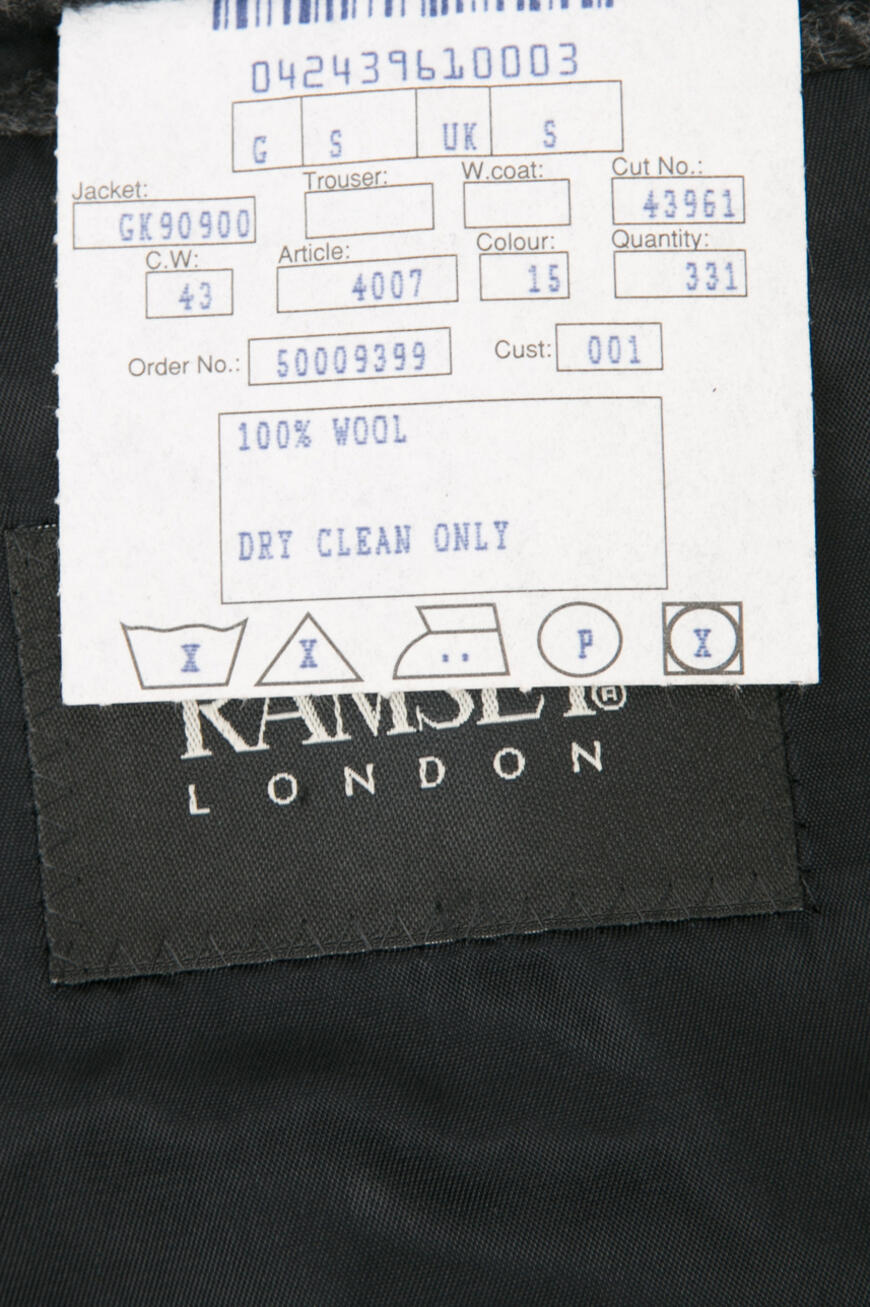 042439610003
G S UK S
Jacket: Trouser: W.coat: Cut No.:
GK90900 43961
C.W: Article: Colour: Quantity:
43 4007 15 331
Order No.: 50009399 Cust: 001
100% WOOL
DRY CLEAN ONLY
X X .. P X
RAMSEY®
LONDON